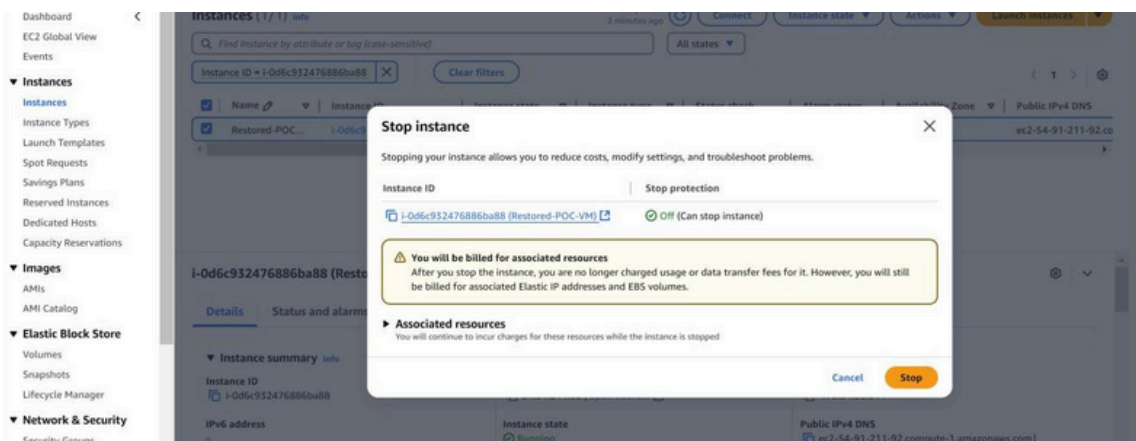 Dashboard
EC2 Global View
Events
Instances
Instances
Instance Types
Launch Templates
Spot Requests
Savings Plans
Reserved Instances
Dedicated Hosts
Capacity Reservations
Images
AMIs
AMI Catalog
Elastic Block Store
Volumes
Snapshots
Lifecycle Manager
Network & Security
Security Groups
Instances (1/1) Info
2 minutes ago
Connect
Instance state
Actions
Launch instances
Find Instance by attribute or tag (case-sensitive)
All states
Instance ID = i-0d6c932476886ba88
Clear filters
1
Name
Instance ID
Instance state
Instance type
Status check
Alarm status
Availability Zone
Public IPv4 DNS
Restored-POC...
i-0d6c9
ec2-54-91-211-92.co
Stop instance
Stopping your instance allows you to reduce costs, modify settings, and troubleshoot problems.
Instance ID
Stop protection
i-0d6c932476886ba88 (Restored-POC-VM)
Off (Can stop instance)
You will be billed for associated resources
After you stop the instance, you are no longer charged usage or data transfer fees for it. However, you will still
be billed for associated Elastic IP addresses and EBS volumes.
Associated resources
You will continue to incur charges for these resources while the instance is stopped
Cancel
Stop
i-0d6c932476886ba88 (Resto
Details
Status and alarms
Instance summary Info
Instance ID
i-0d6c932476886ba88
IPv6 address
Instance state
Running
Public IPv4 DNS
ec2-54-91-211-92.compute-1.amazonaws.com